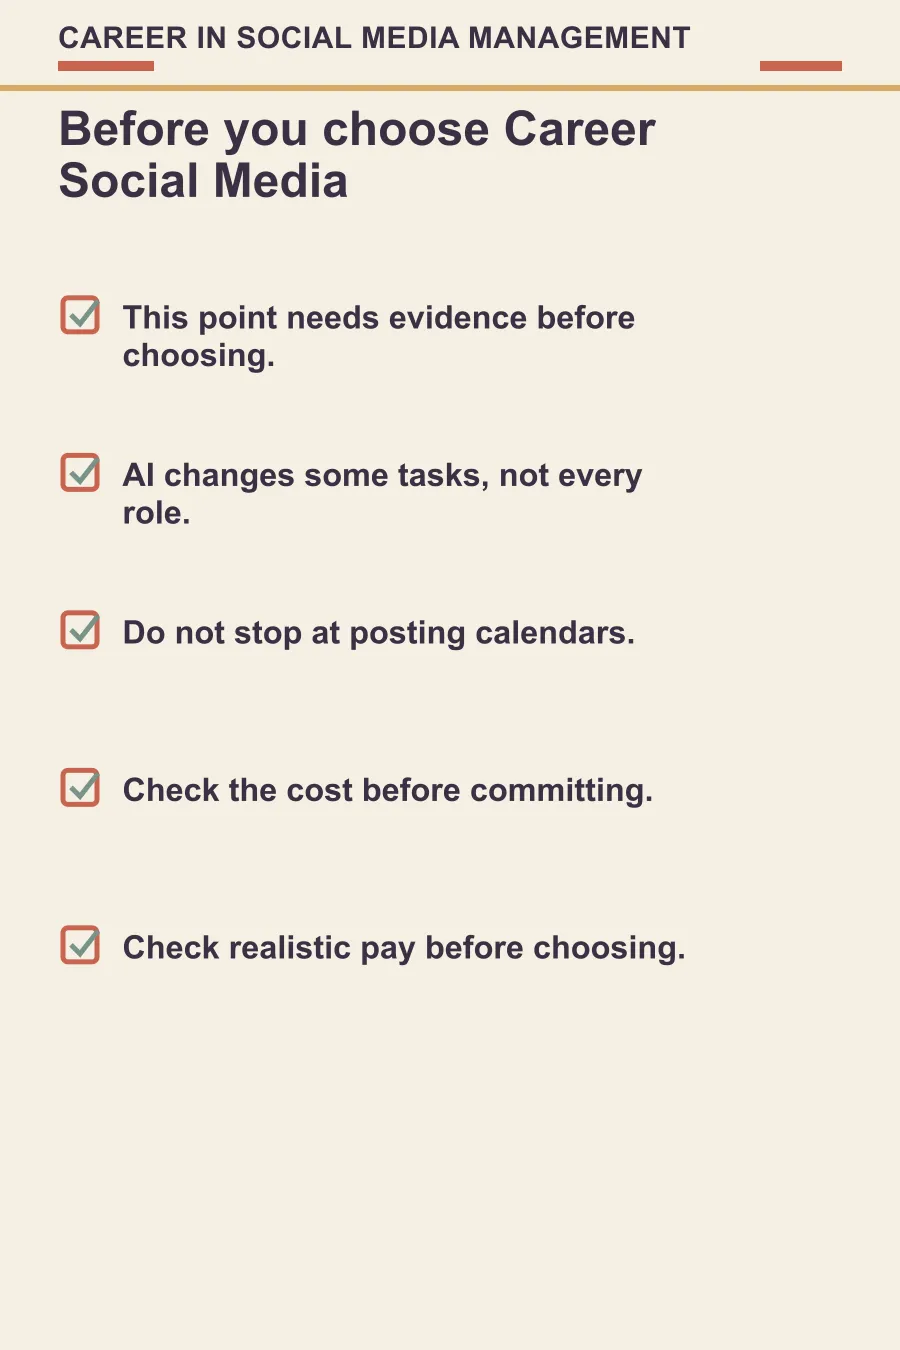 CAREER IN SOCIAL MEDIA MANAGEMENT
Before you choose Career
Social Media
This point needs evidence before
choosing.
AI changes some tasks, not every
role.
Do not stop at posting calendars.
Check the cost before committing.
Check realistic pay before choosing.